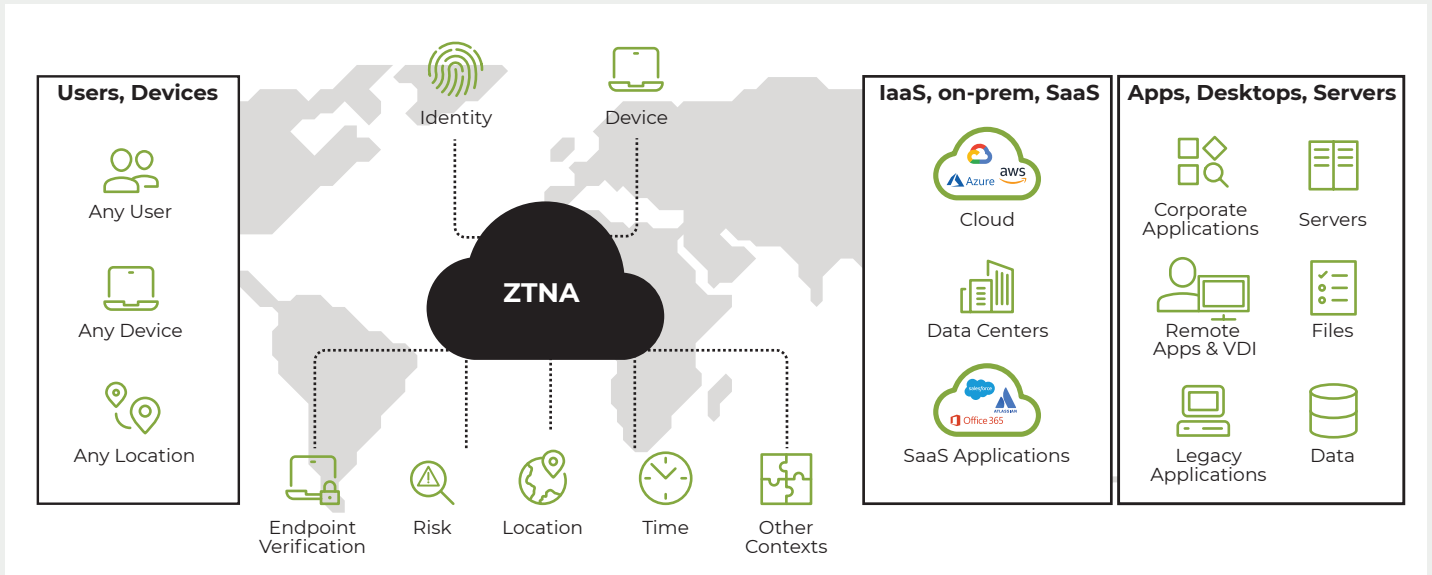 Users, Devices
Any User
Any Device
Any Location
Identity
Device
ZTNA
Endpoint
Verification
Risk
Location
Time
Other
Contexts
IaaS, on-prem, SaaS
Azure
aws
Cloud
Data Centers
salesforce
ATLASSIAN
Office 365
SaaS Applications
Apps, Desktops, Servers
Corporate
Applications
Servers
Remote
Apps & VDI
Files
Legacy
Applications
Data